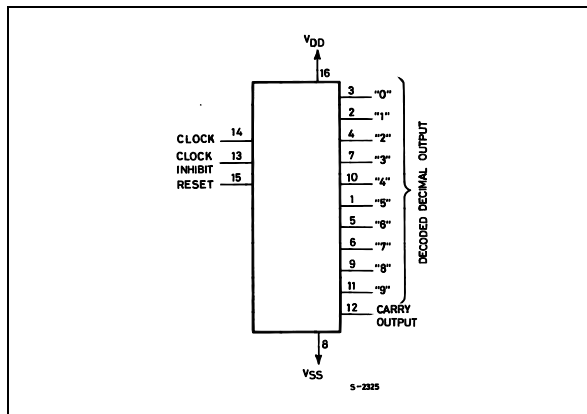 VDD
16
3 "0"
2 "1"
CLOCK 14
4 "2"
CLOCK INHIBIT 13
7 "3"
RESET 15
10 "4"
1 "5"
5 "6"
6 "7"
9 "8"
11 "9"
12 CARRY OUTPUT
DECODED DECIMAL OUTPUT
8
VSS
S-2325